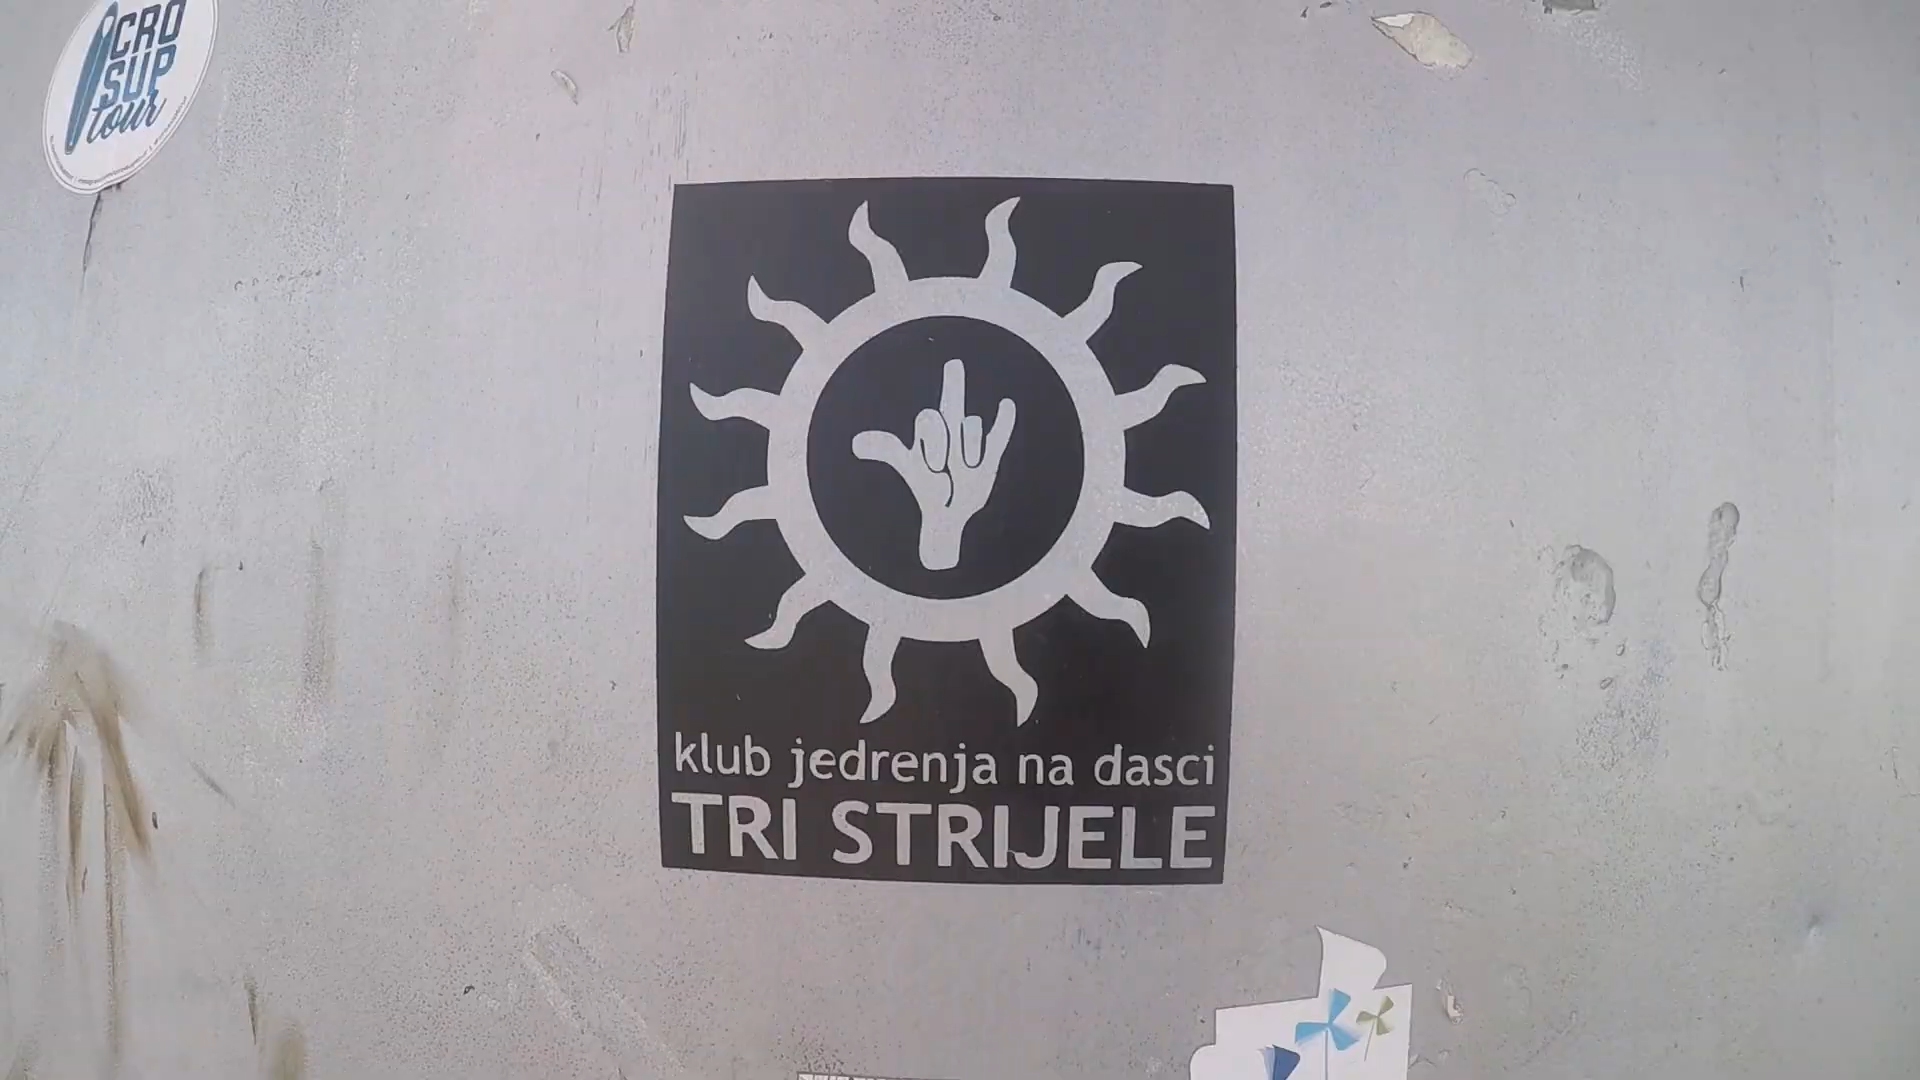 CRO
SUP
tour
klub jedrenja na dasci
TRI STRIJELE